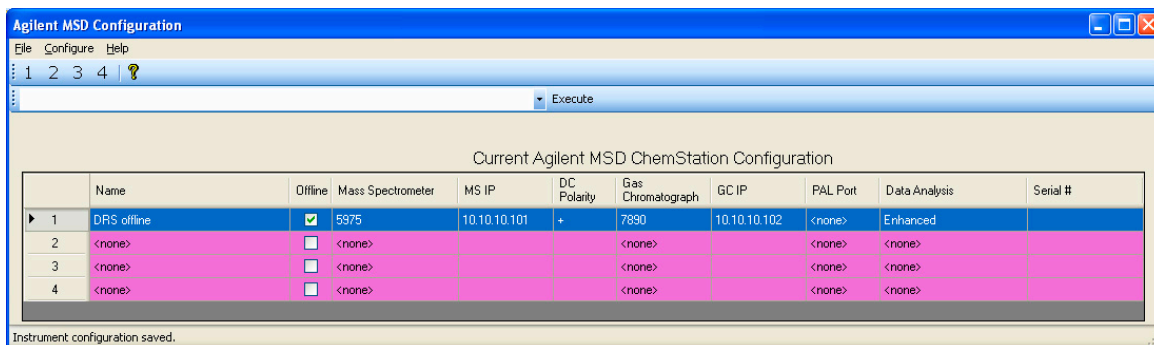 Agilent MSD Configuration
File Configure Help
1 2 3 4 ?
Execute
Current Agilent MSD ChemStation Configuration
Name Offline Mass Spectrometer MS IP DC Polarity Gas Chromatograph GC IP PAL Port Data Analysis Serial #
1 DRS offline 5975 10.10.10.101 + 7890 10.10.10.102 <none> Enhanced
2 <none> <none> <none> <none> <none>
3 <none> <none> <none> <none> <none>
4 <none> <none> <none> <none> <none>
Instrument configuration saved.